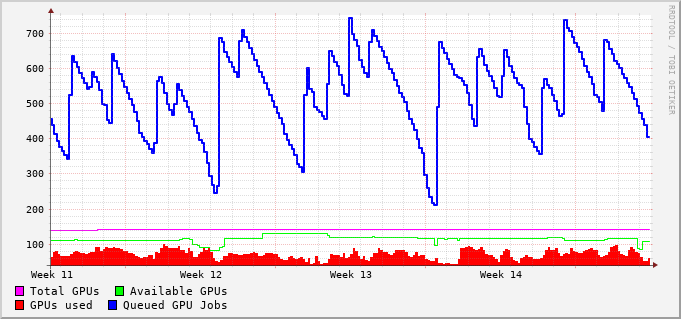 700
600
500
400
300
200
100
Week 11 Week 12 Week 13 Week 14
Total GPUs Available GPUs
GPUs used Queued GPU Jobs
RRDTOOL / TOBI OETIKER